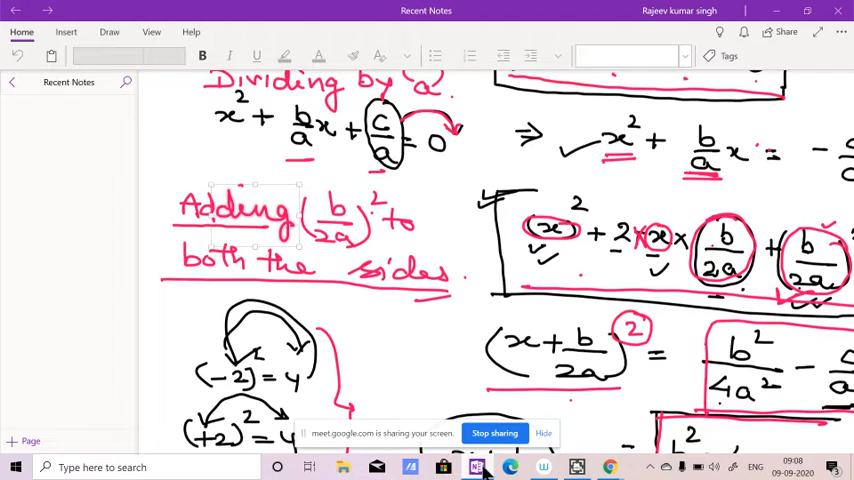 Recent Notes
Rajeev kumar singh
Home Insert Draw View Help
Share
B I U A
Tags
Recent Notes
Dividing by 'a'.
x² + b/a x + c/a = 0
⇒ x² + b/a x = -
Adding (b/2a)² to
both the sides.
(x)² + 2 × x × b/2a + (b/2a)
(x + b/2a)² = b²/4a² - c/a
(-2)² = 4
(+2)² = 4
meet.google.com is sharing your screen. Stop sharing Hide
+ Page
Type here to search
ENG
09:08
09-09-2020